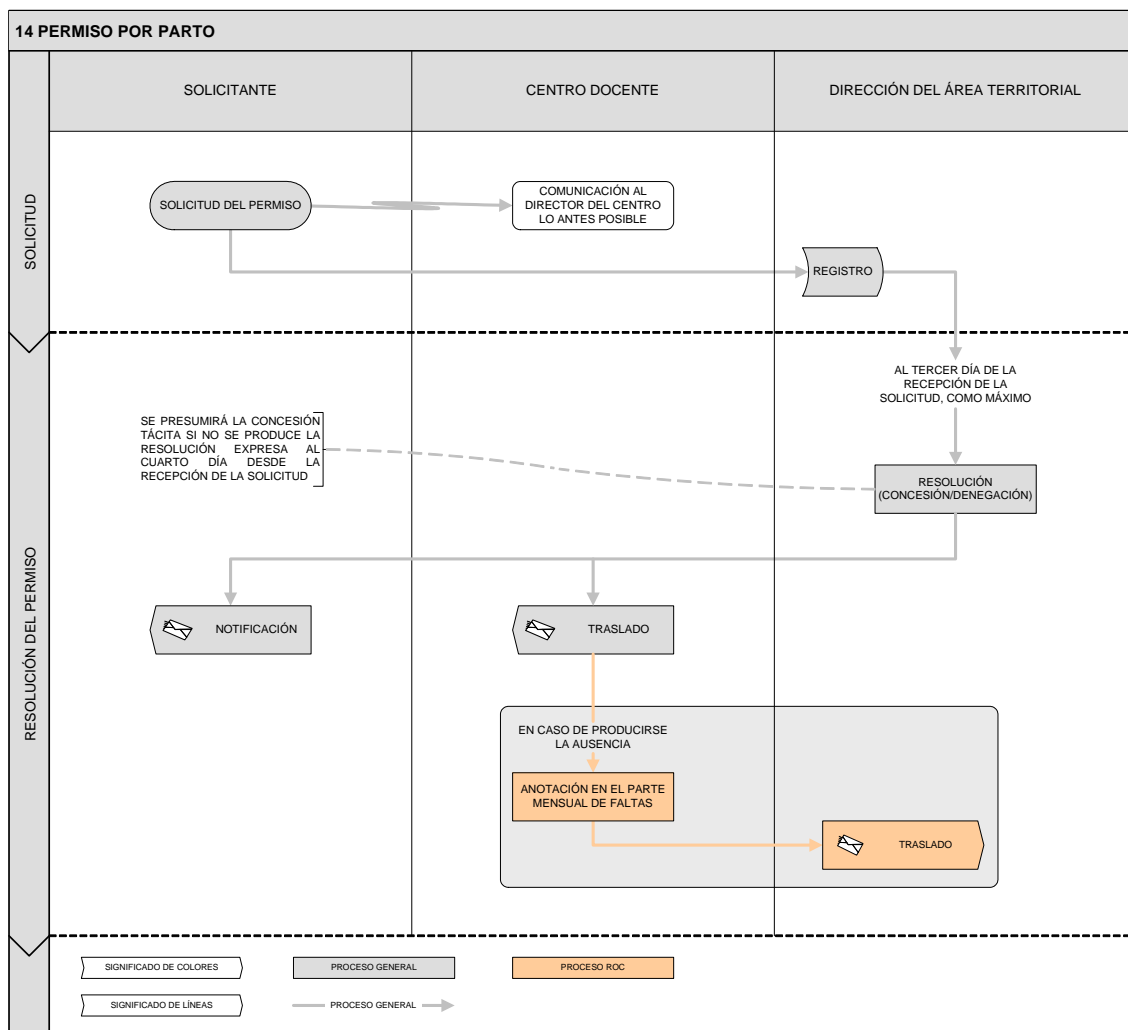 14 PERMISO POR PARTO
SOLICITANTE
CENTRO DOCENTE
DIRECCIÓN DEL ÁREA TERRITORIAL
SOLICITUD
SOLICITUD DEL PERMISO
COMUNICACIÓN AL
DIRECTOR DEL CENTRO
LO ANTES POSIBLE
REGISTRO
RESOLUCIÓN DEL PERMISO
AL TERCER DÍA DE LA
RECEPCIÓN DE LA
SOLICITUD, COMO MÁXIMO
SE PRESUMIRÁ LA CONCESIÓN
TÁCITA SI NO SE PRODUCE LA
RESOLUCIÓN EXPRESA AL
CUARTO DÍA DESDE LA
RECEPCIÓN DE LA SOLICITUD
RESOLUCIÓN
(CONCESIÓN/DENEGACIÓN)
NOTIFICACIÓN
TRASLADO
EN CASO DE PRODUCIRSE
LA AUSENCIA
ANOTACIÓN EN EL PARTE
MENSUAL DE FALTAS
TRASLADO
SIGNIFICADO DE COLORES
PROCESO GENERAL
PROCESO ROC
SIGNIFICADO DE LÍNEAS
PROCESO GENERAL